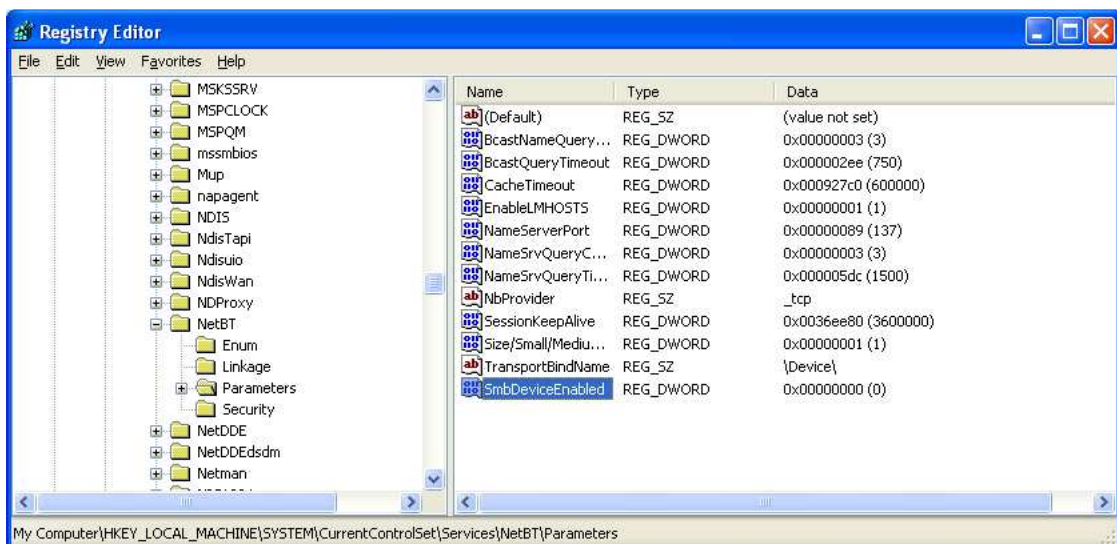 Registry Editor
File Edit View Favorites Help
MSKSSRV
MSPCLOCK
MSPQM
mssmbios
Mup
napagent
NDIS
NdisTapi
Ndisuio
NdisWan
NDProxy
NetBT
Enum
Linkage
Parameters
Security
NetDDE
NetDDEdsdm
Netman
Name Type Data
(Default) REG_SZ (value not set)
BcastNameQuery... REG_DWORD 0x00000003 (3)
BcastQueryTimeout REG_DWORD 0x000002ee (750)
CacheTimeout REG_DWORD 0x000927c0 (600000)
EnableLMHOSTS REG_DWORD 0x00000001 (1)
NameServerPort REG_DWORD 0x00000089 (137)
NameSrvQueryC... REG_DWORD 0x00000003 (3)
NameSrvQueryTi... REG_DWORD 0x000005dc (1500)
NbProvider REG_SZ _tcp
SessionKeepAlive REG_DWORD 0x0036ee80 (3600000)
Size/Small/Mediu... REG_DWORD 0x00000001 (1)
TransportBindName REG_SZ \Device\
SmbDeviceEnabled REG_DWORD 0x00000000 (0)
My Computer\HKEY_LOCAL_MACHINE\SYSTEM\CurrentControlSet\Services\NetBT\Parameters